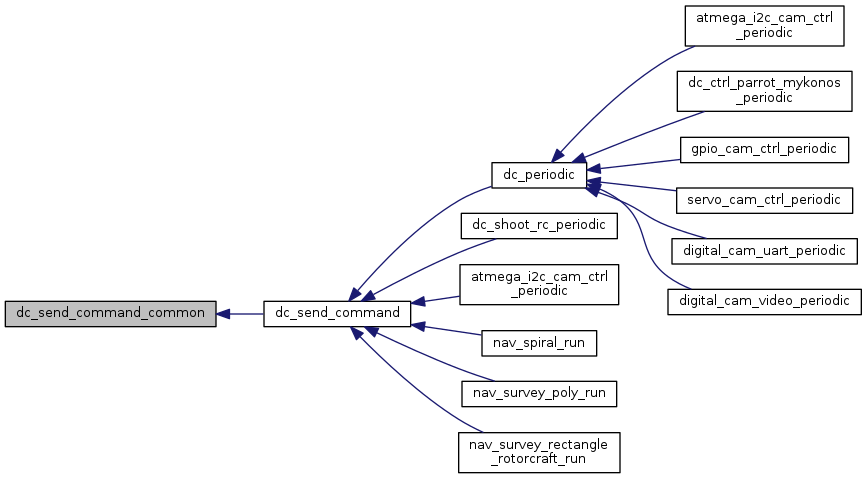 atmega_i2c_cam_ctrl
_periodic
dc_ctrl_parrot_mykonos
_periodic
gpio_cam_ctrl_periodic
dc_periodic
servo_cam_ctrl_periodic
dc_shoot_rc_periodic
digital_cam_uart_periodic
atmega_i2c_cam_ctrl
_periodic
digital_cam_video_periodic
dc_send_command_common
dc_send_command
nav_spiral_run
nav_survey_poly_run
nav_survey_rectangle
_rotorcraft_run